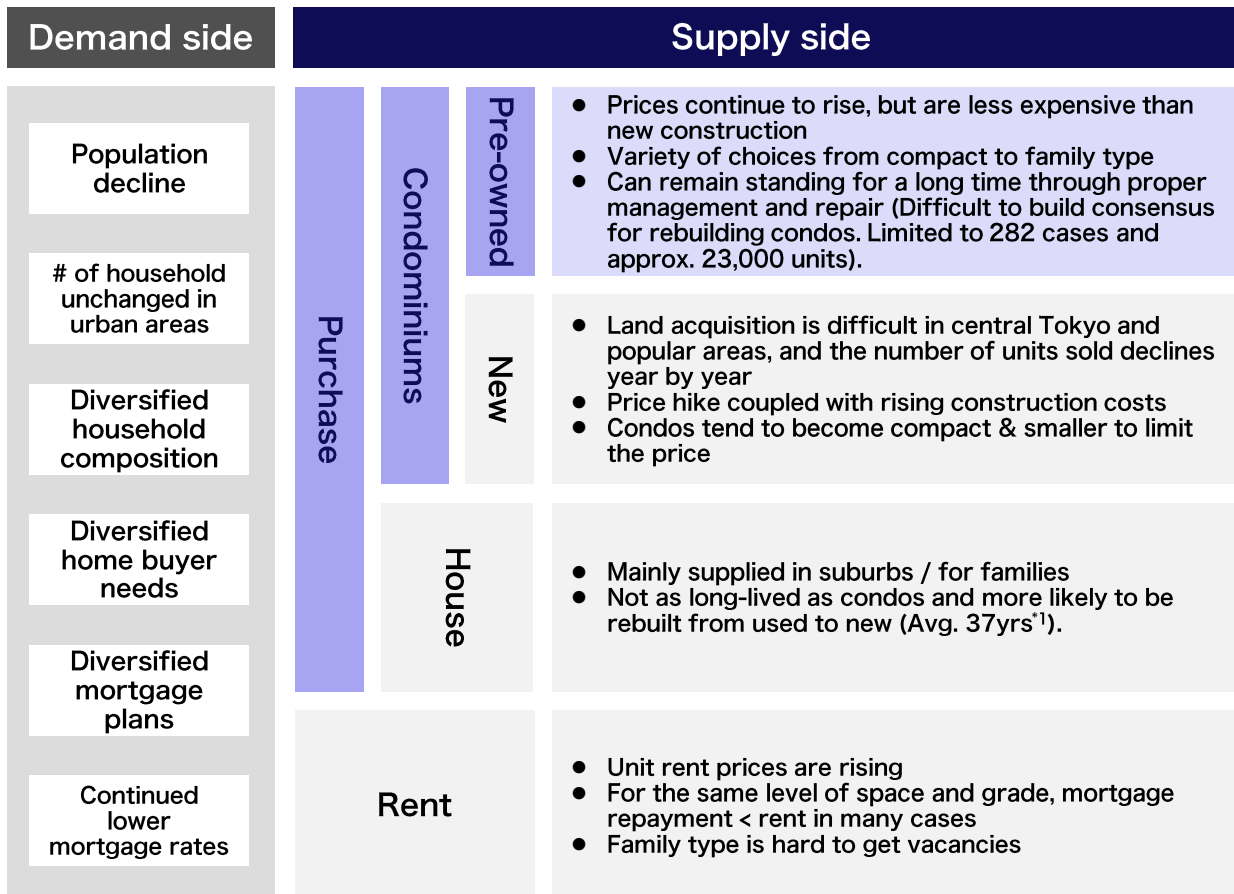 Demand side
Supply side
Population
decline
# of household
unchanged in
urban areas
Diversified
household
composition
Diversified
home buyer
needs
Diversified
mortgage
plans
Continued
lower
mortgage rates
Purchase
Condominiums
Pre-owned
● Prices continue to rise, but are less expensive than
new construction
● Variety of choices from compact to family type
● Can remain standing for a long time through proper
management and repair (Difficult to build consensus
for rebuilding condos. Limited to 282 cases and
approx. 23,000 units).
New
● Land acquisition is difficult in central Tokyo and
popular areas, and the number of units sold declines
year by year
● Price hike coupled with rising construction costs
● Condos tend to become compact & smaller to limit
the price
House
● Mainly supplied in suburbs / for families
● Not as long-lived as condos and more likely to be
rebuilt from used to new (Avg. 37yrs*1).
Rent
● Unit rent prices are rising
● For the same level of space and grade, mortgage
repayment < rent in many cases
● Family type is hard to get vacancies